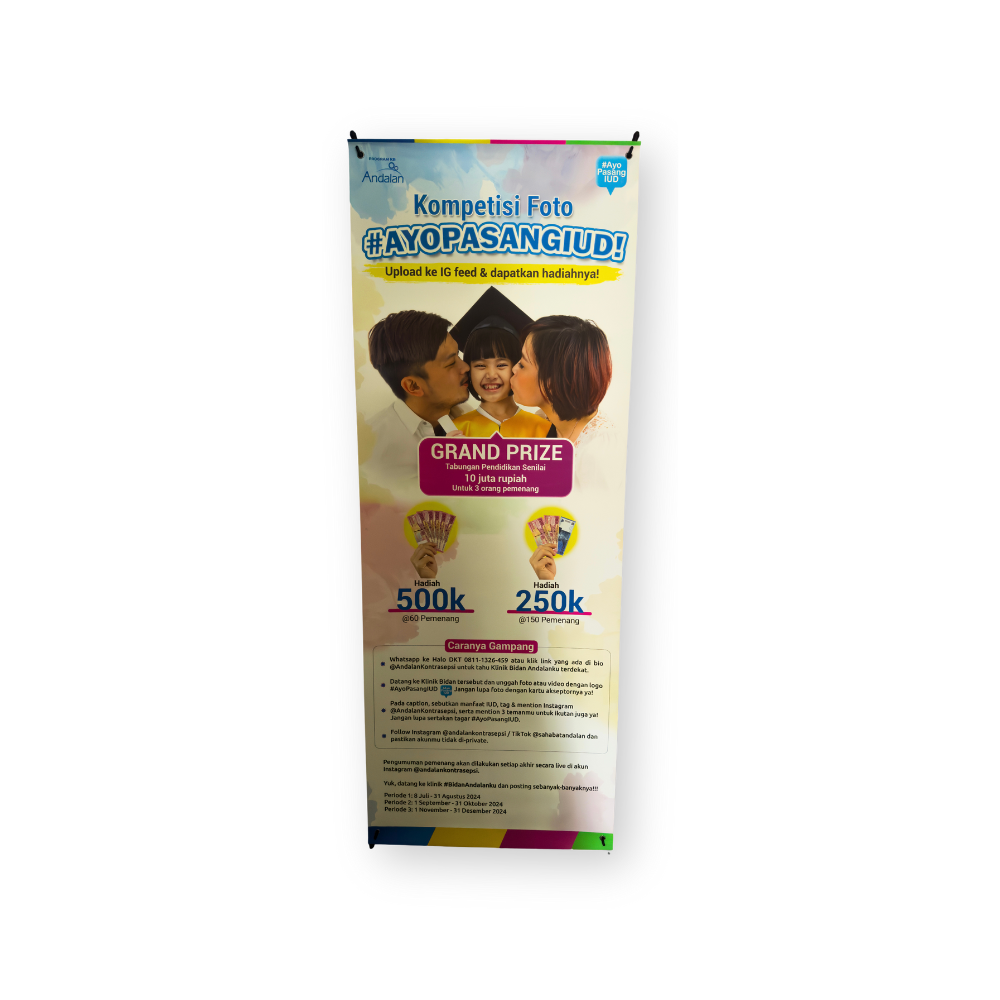 Andalan
#Ayo
Pasang
IUD
Kompetisi Foto
#AYOPASANGIUD!
Upload ke IG feed & dapatkan hadiahnya!
GRAND PRIZE
Tabungan Pendidikan Senilai
10 juta rupiah
Untuk 3 orang pemenang
Hadiah
500k
@60 Pemenang
Hadiah
250k
@150 Pemenang
Caranya Gampang
Whatsapp ke Halo DKT 0811-1326-459 atau klik link yang ada di bio
@AndalanKontrasepsi untuk tahu Klinik Bidan Andalanku terdekat.
Datang ke Klinik Bidan tersebut dan unggah foto atau video dengan logo
#AyoPasangIUD Jangan lupa foto dengan kartu akseptornya ya!
Pada caption, sebutkan manfaat IUD, tag & mention Instagram
@AndalanKontrasepsi, serta mention 3 temanmu untuk ikutan juga ya!
Jangan lupa sertakan tagar #AyoPasangIUD.
Follow Instagram @andalankontrasepsi / TikTok @sahabatandalan dan
pastikan akunmu tidak di-private.
Pengumuman pemenang akan dilakukan setiap akhir secara live di akun
Instagram @andalankontrasepsi.
Yuk, datang ke klinik #BidanAndalanku dan posting sebanyak-banyaknya!!!
Periode 1: 8 Juli - 31 Agustus 2024
Periode 2: 1 September - 31 Oktober 2024
Periode 3: 1 November - 31 Desember 2024